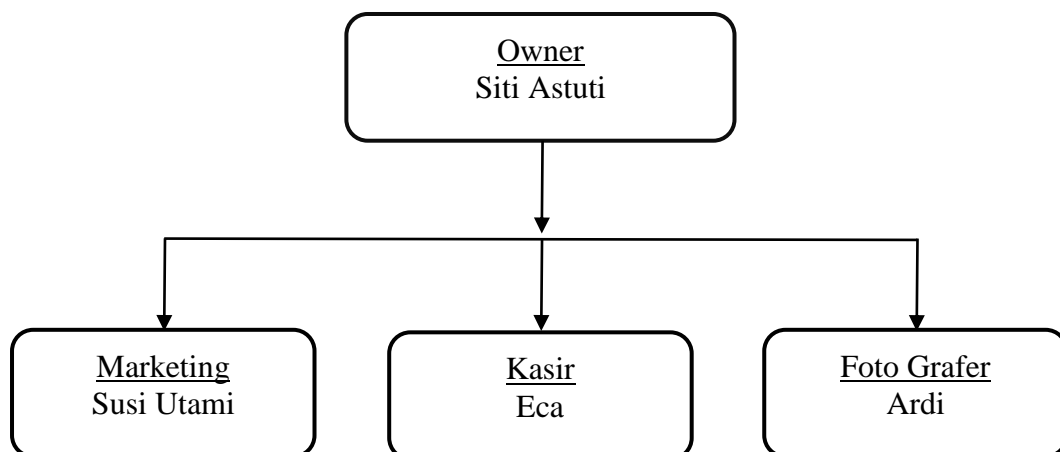 Owner
Siti Astuti
Marketing
Susi Utami
Kasir
Eca
Foto Grafer
Ardi